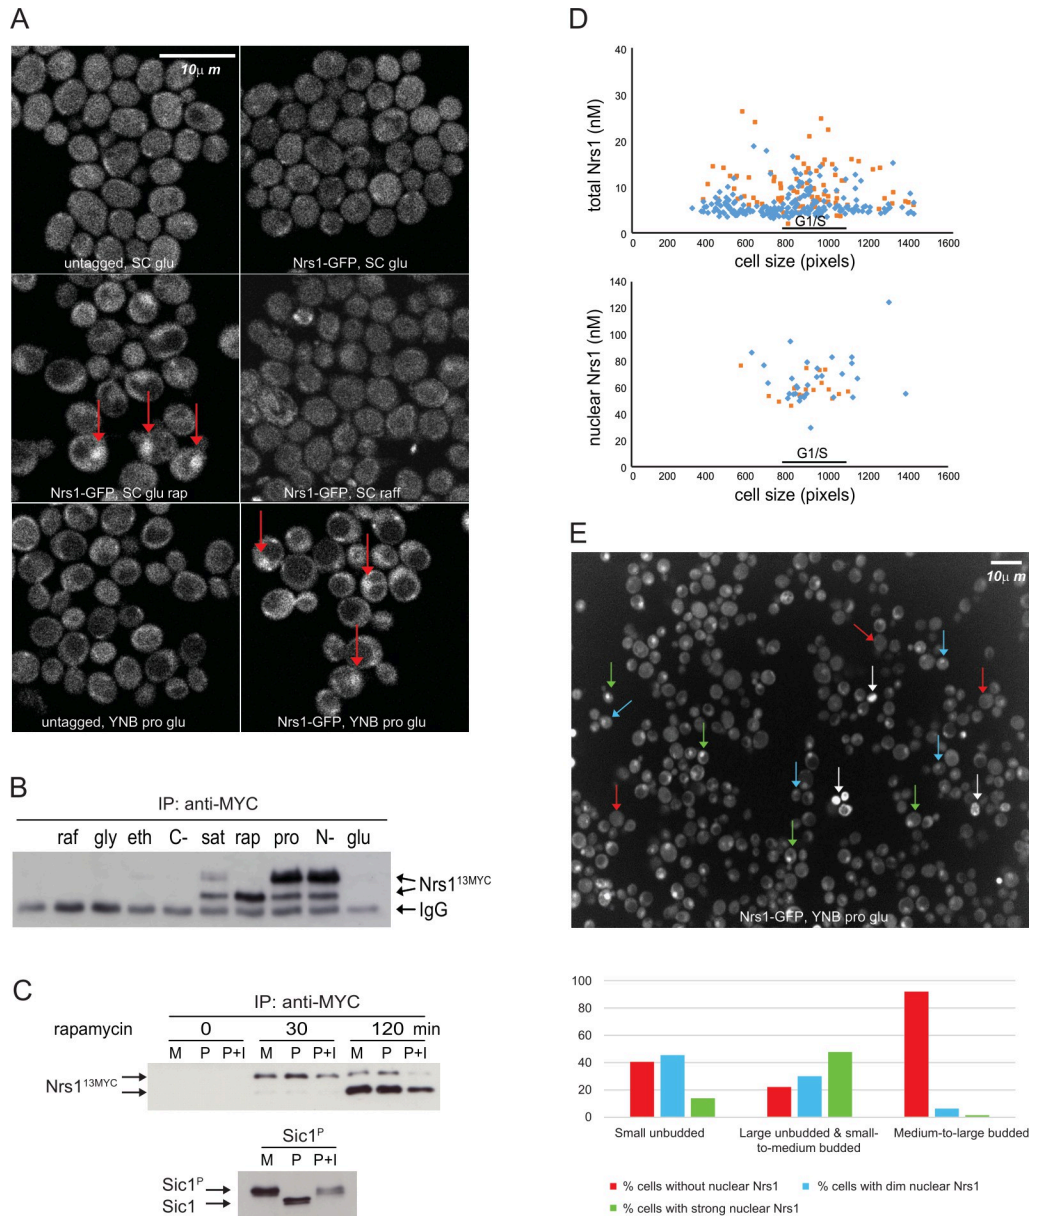 A
10μ m
untagged, SC glu
Nrs1-GFP, SC glu
Nrs1-GFP, SC glu rap
Nrs1-GFP, SC raff
untagged, YNB pro glu
Nrs1-GFP, YNB pro glu
B
IP: anti-MYC
raf gly eth C- sat rap pro N- glu
Nrs1¹³ᴹʸᶜ
IgG
C
IP: anti-MYC
rapamycin 0 30 120 min
M P P+I M P P+I M P P+I
Nrs1¹³ᴹʸᶜ
Sic1ᴾ
M P P+I
Sic1ᴾ
Sic1
D
total Nrs1 (nM)
40
30
20
10
0
G1/S
0 200 400 600 800 1000 1200 1400 1600
cell size (pixels)
nuclear Nrs1 (nM)
140
120
100
80
60
40
20
0
G1/S
0 200 400 600 800 1000 1200 1400 1600
cell size (pixels)
E
10μ m
Nrs1-GFP, YNB pro glu
100
80
60
40
20
0
Small unbudded
Large unbudded & small-
to-medium budded
Medium-to-large budded
% cells without nuclear Nrs1
% cells with dim nuclear Nrs1
% cells with strong nuclear Nrs1